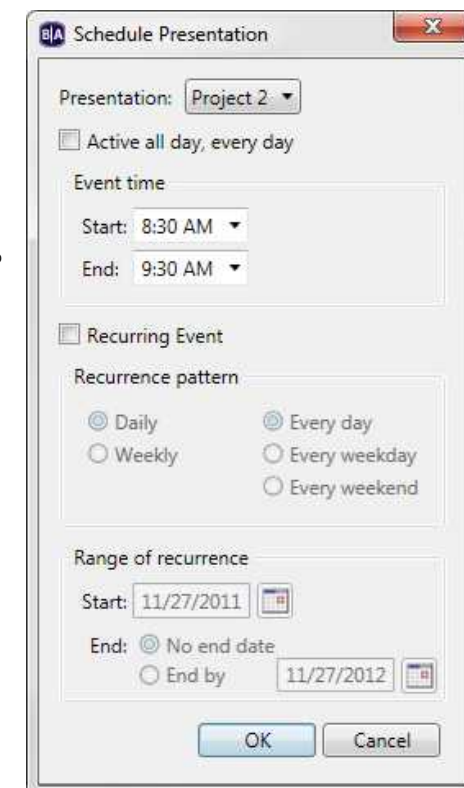 B|A Schedule Presentation
Presentation: Project 2
Active all day, every day
Event time
Start: 8:30 AM
End: 9:30 AM
Recurring Event
Recurrence pattern
Daily Every day
Weekly Every weekday
Every weekend
Range of recurrence
Start: 11/27/2011
End: No end date
End by 11/27/2012
OK Cancel